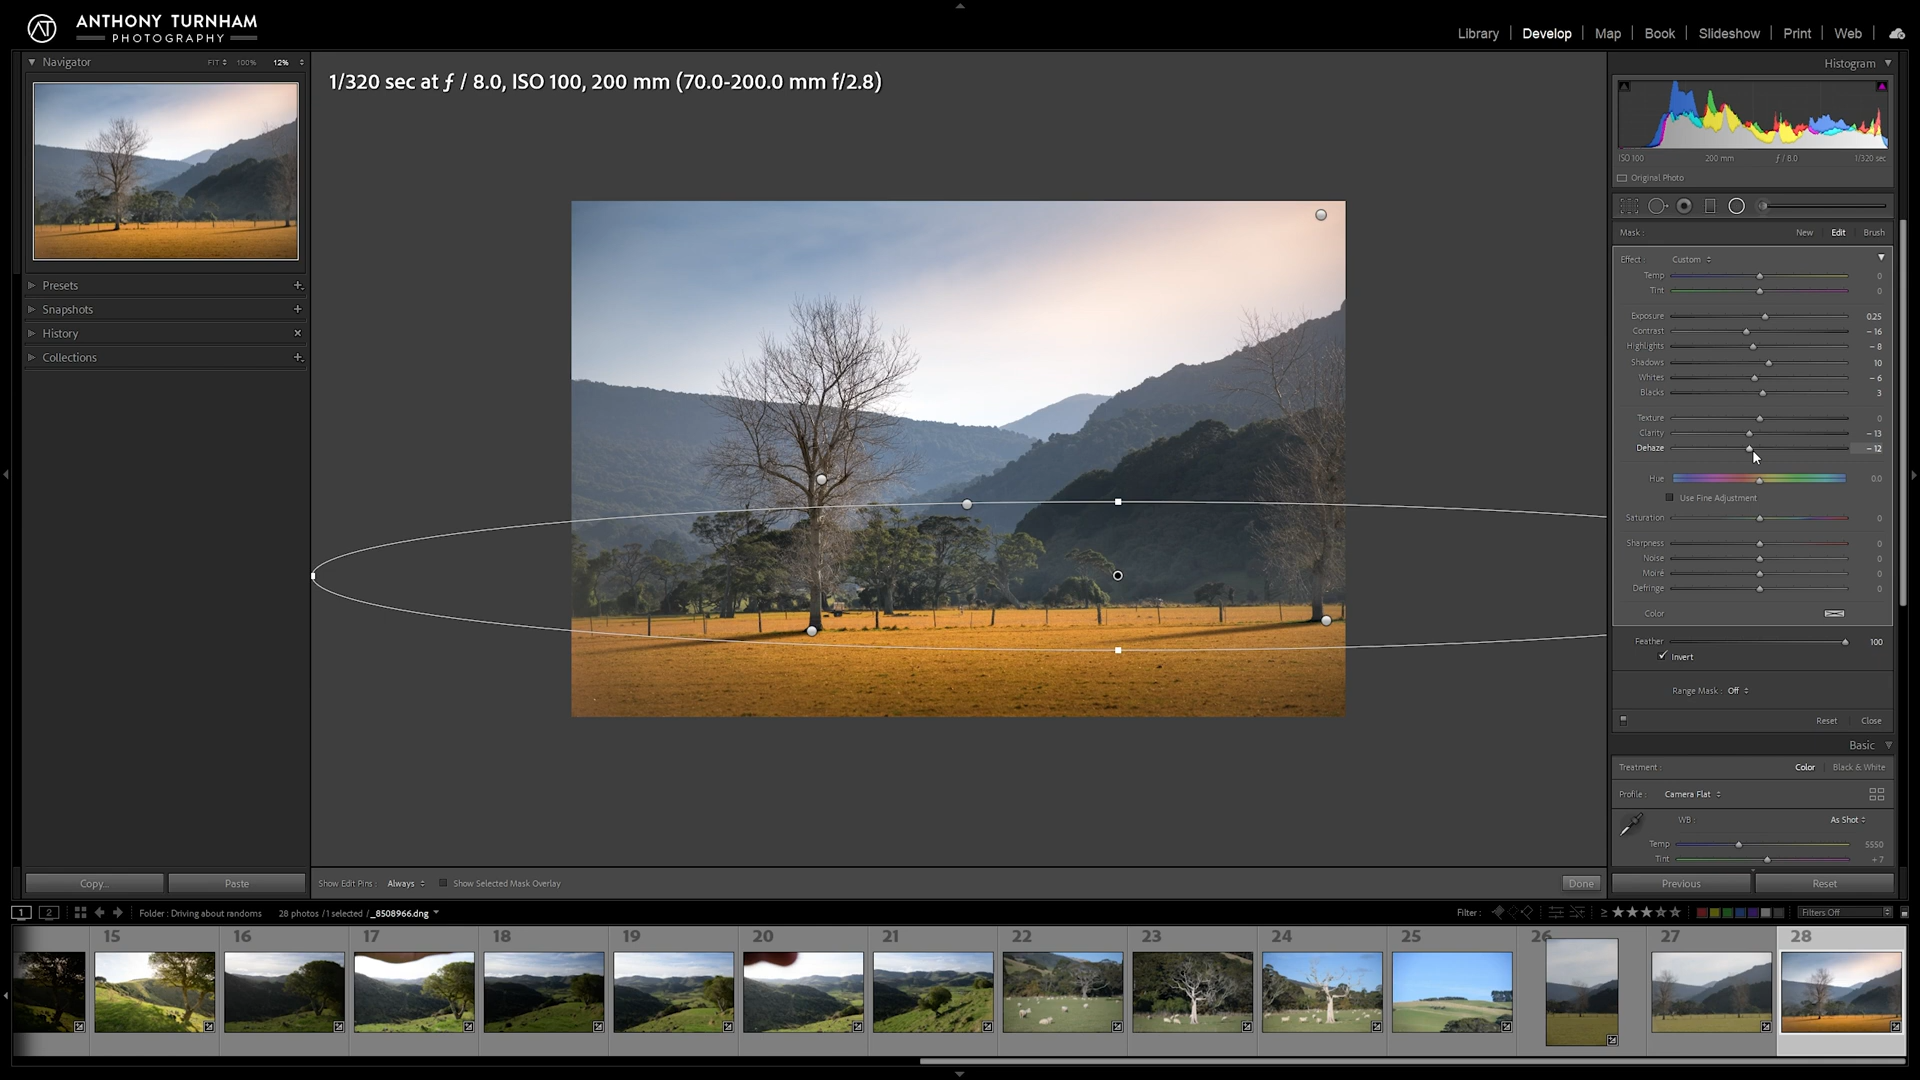 ANTHONY TURNHAM
PHOTOGRAPHY
Library | Develop | Map | Book | Slideshow | Print | Web
Navigator FIT 100% 12%
Presets
Snapshots
History
Collections
1/320 sec at ƒ / 8.0, ISO 100, 200 mm (70.0-200.0 mm f/2.8)
Histogram
ISO 100 200 mm ƒ / 8.0 1/320 sec
Original Photo
Mask : New Edit Brush
Effect : Custom
Temp 0
Tint 0
Exposure 0.25
Contrast – 16
Highlights – 8
Shadows 10
Whites – 6
Blacks 3
Texture 0
Clarity – 13
Dehaze – 12
Hue 0.0
Use Fine Adjustment
Saturation 0
Sharpness 0
Noise 0
Moiré 0
Defringe 0
Color
Feather 100
Invert
Range Mask : Off
Reset Close
Basic
Treatment : Color Black & White
Profile : Camera Flat
WB : As Shot
Temp 5550
Tint + 7
Copy... Paste
Show Edit Pins : Always Show Selected Mask Overlay Done
Previous Reset
1 2 Folder : Driving about randoms 28 photos / 1 selected / _8508966.dng Filter : ≥ ★★★☆☆ Filters Off
15 16 17 18 19 20 21 22 23 24 25 26 27 28